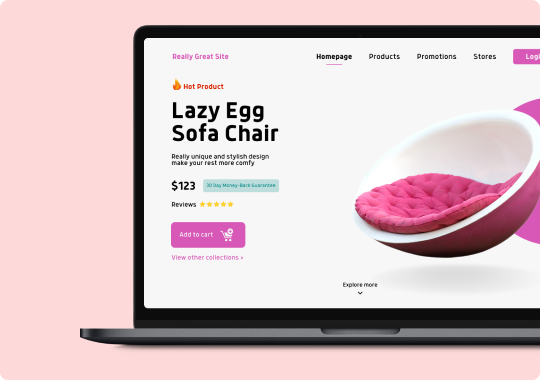 Really Great Site
Homepage
Products
Promotions
Stores
Hot Product
Lazy Egg
Sofa Chair
Really unique and stylish design
make your rest more comfy
$123
30 Day Money-Back Guarantee
Reviews
Add to cart
View other collections >
Explore more